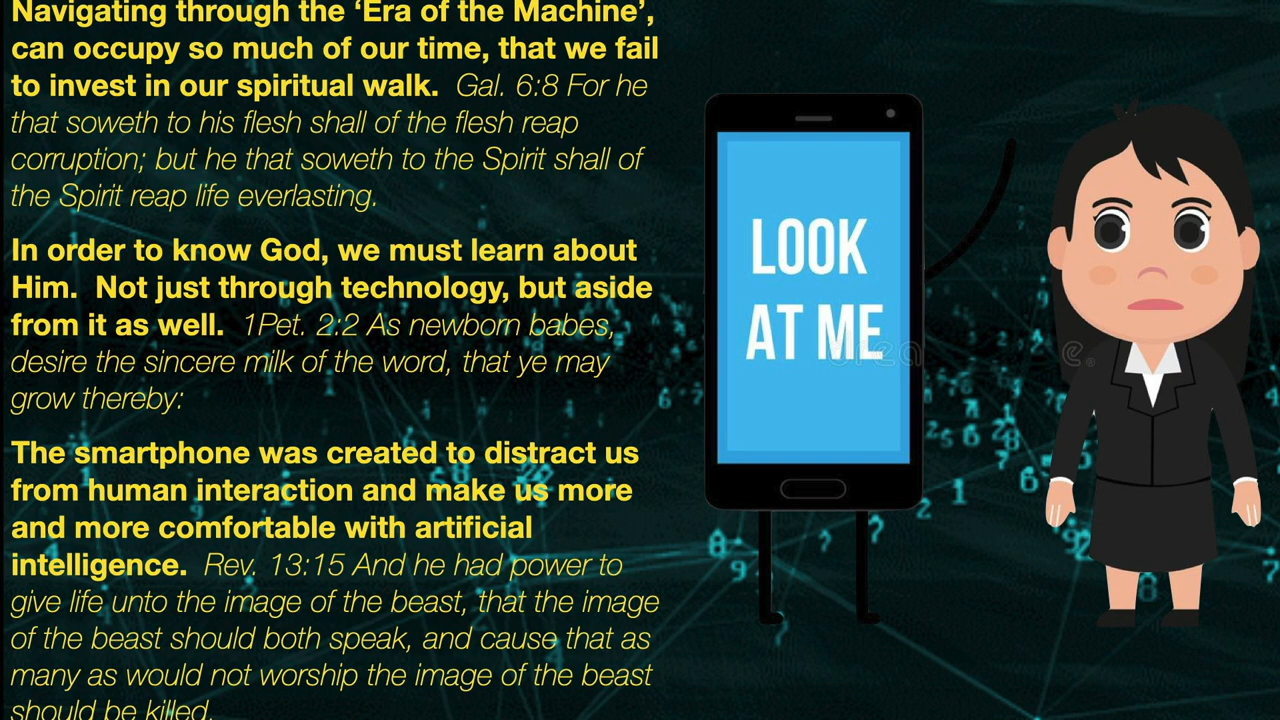 Navigating through the ‘Era of the Machine’,
can occupy so much of our time, that we fail
to invest in our spiritual walk.  Gal. 6:8 For he
that soweth to his flesh shall of the flesh reap
corruption; but he that soweth to the Spirit shall of
the Spirit reap life everlasting.
In order to know God, we must learn about
Him.  Not just through technology, but aside
from it as well.  1Pet. 2:2 As newborn babes,
desire the sincere milk of the word, that ye may
grow thereby:
The smartphone was created to distract us
from human interaction and make us more
and more comfortable with artificial
intelligence.  Rev. 13:15 And he had power to
give life unto the image of the beast, that the image
of the beast should both speak, and cause that as
many as would not worship the image of the beast
should be killed.
LOOK
AT ME